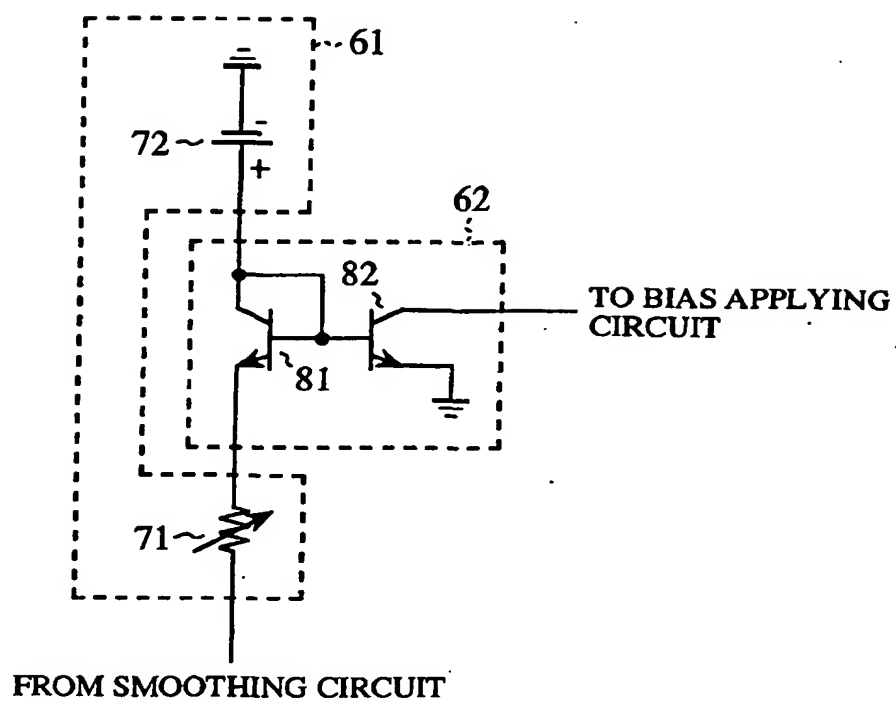 61
-
72
+
62
82
TO BIAS APPLYING
CIRCUIT
81
71
FROM SMOOTHING CIRCUIT